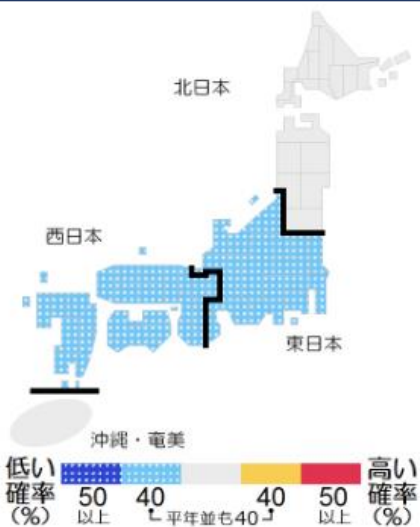 北日本
西日本
東日本
沖縄・奄美
低い
確率
(%)
50
以上
40
平年並も40
40
50
以上
高い
確率
(%)